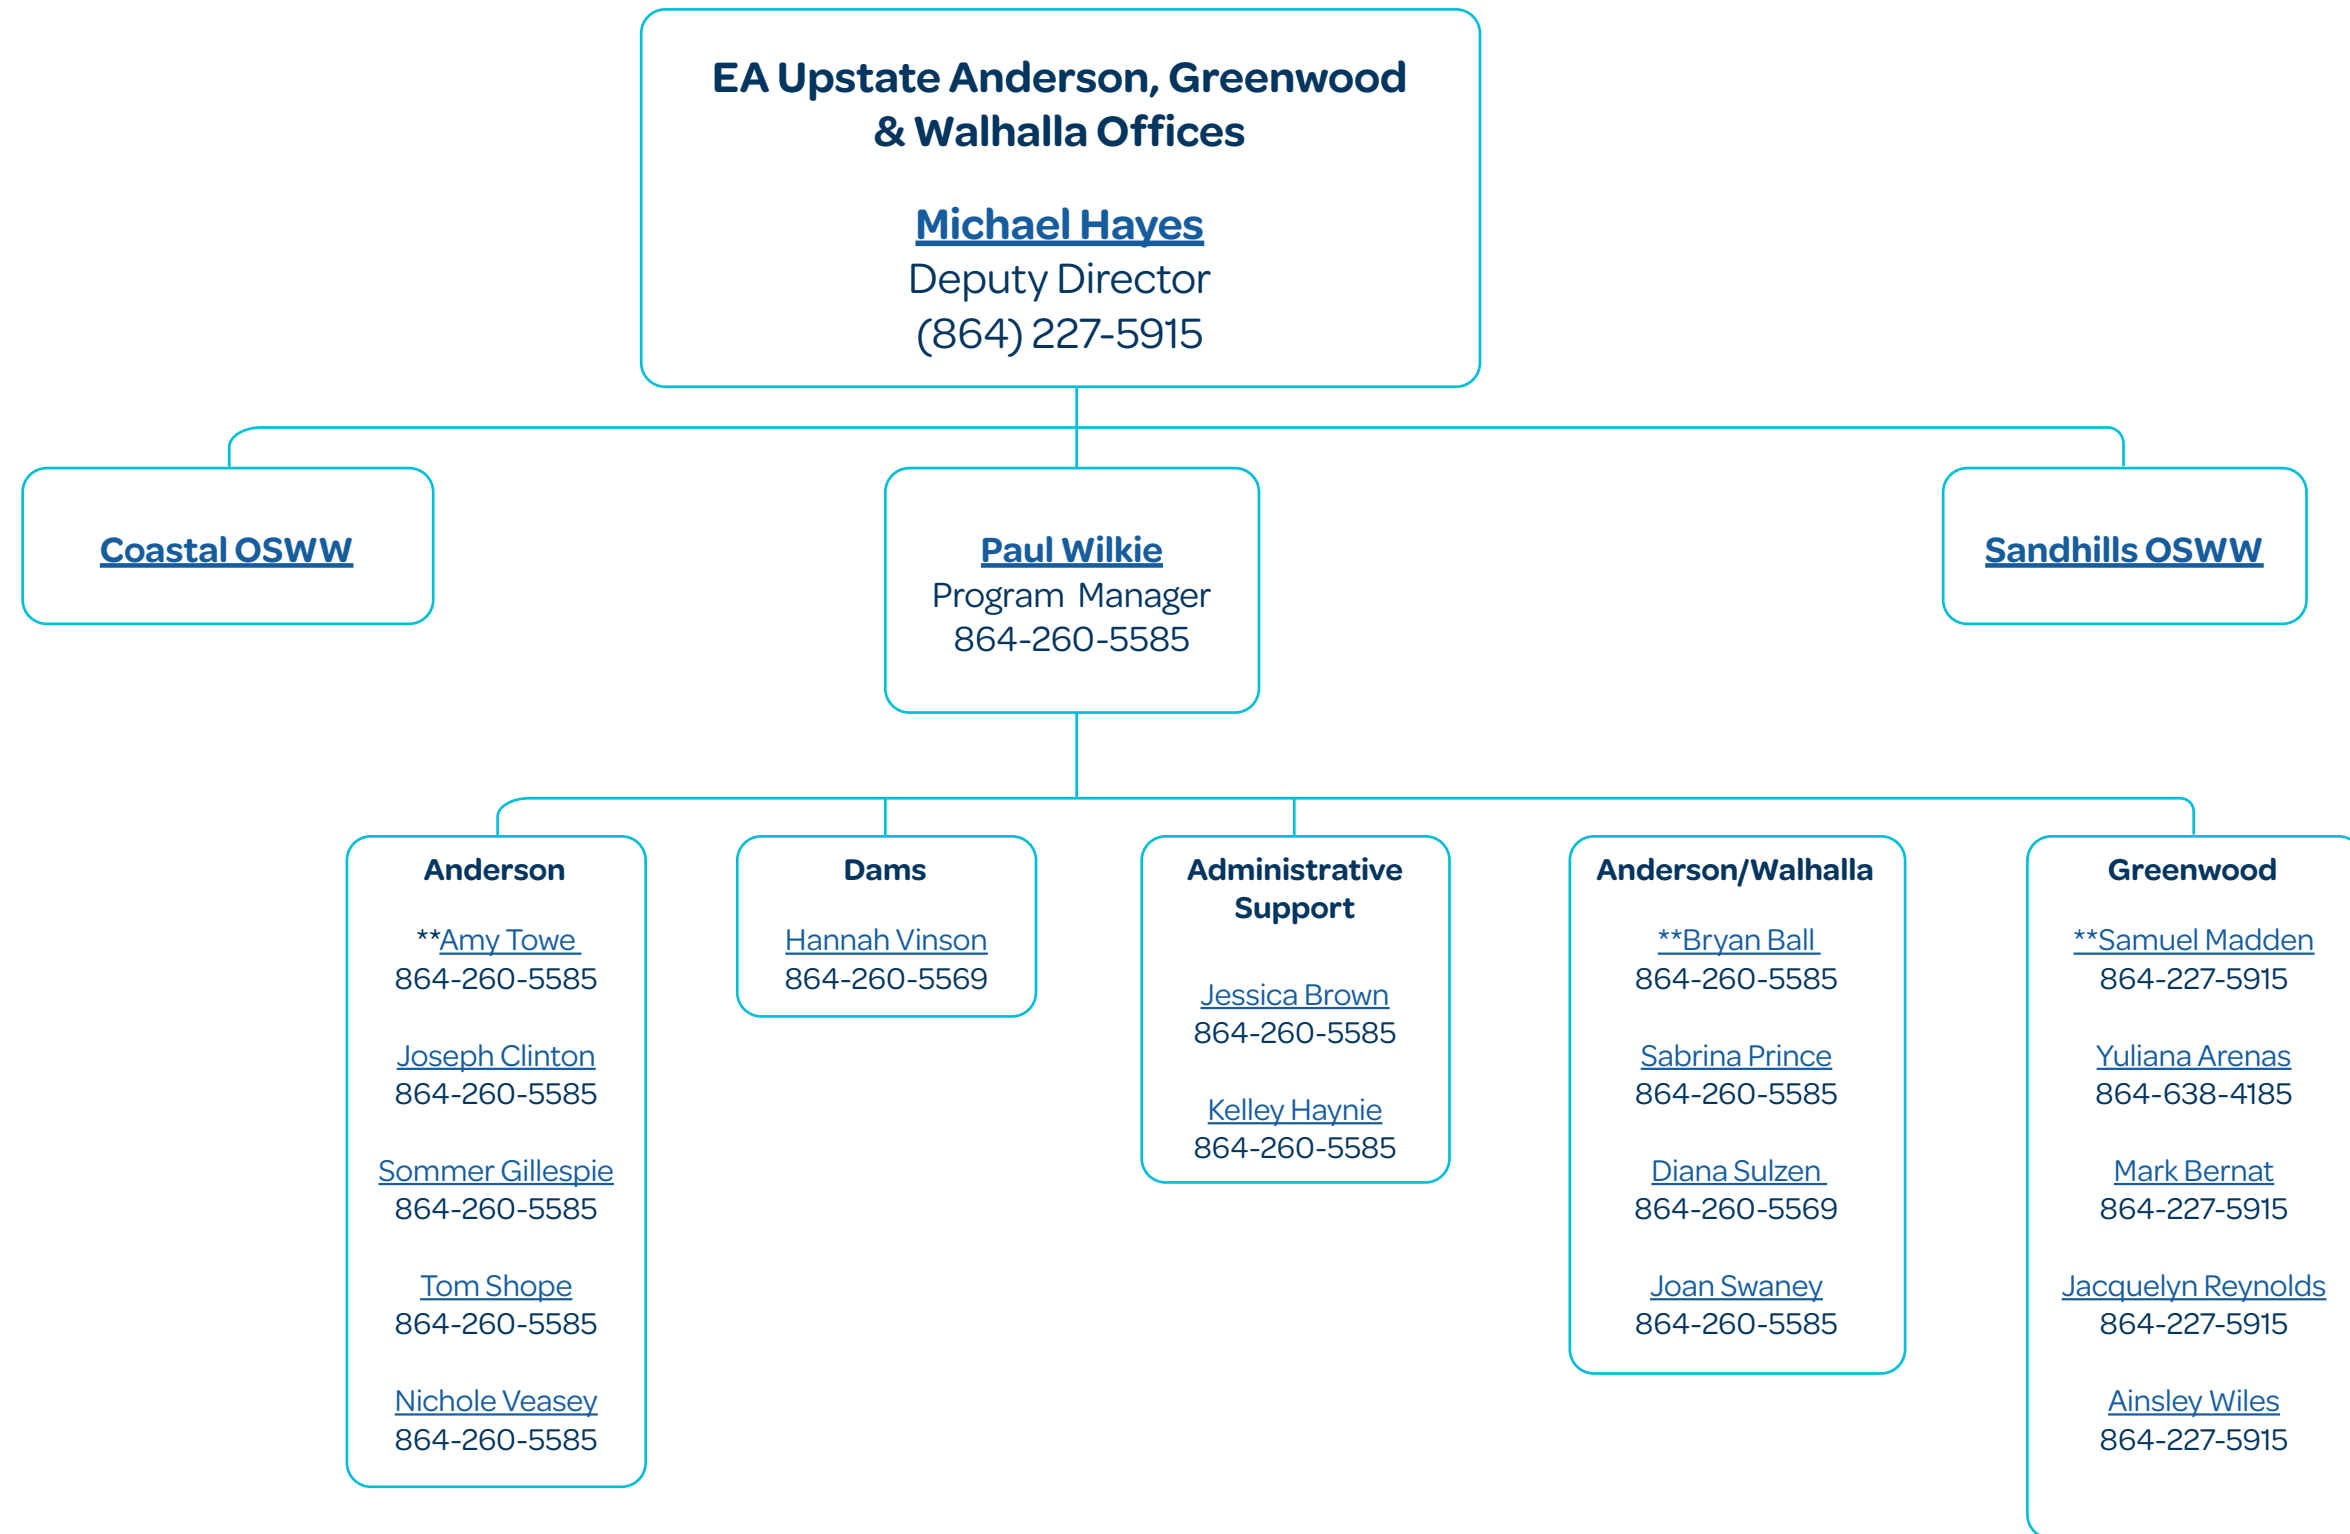 EA Upstate Anderson, Greenwood
& Walhalla Offices
Michael Hayes
Deputy Director
(864) 227-5915
Coastal OSWW
Paul Wilkie
Program Manager
864-260-5585
Sandhills OSWW
Anderson
**Amy Towe
864-260-5585
Joseph Clinton
864-260-5585
Sommer Gillespie
864-260-5585
Tom Shope
864-260-5585
Nichole Veasey
864-260-5585
Dams
Hannah Vinson
864-260-5569
Administrative
Support
Jessica Brown
864-260-5585
Kelley Haynie
864-260-5585
Anderson/Walhalla
**Bryan Ball
864-260-5585
Sabrina Prince
864-260-5585
Diana Sulzen
864-260-5569
Joan Swaney
864-260-5585
Greenwood
**Samuel Madden
864-227-5915
Yuliana Arenas
864-638-4185
Mark Bernat
864-227-5915
Jacquelyn Reynolds
864-227-5915
Ainsley Wiles
864-227-5915